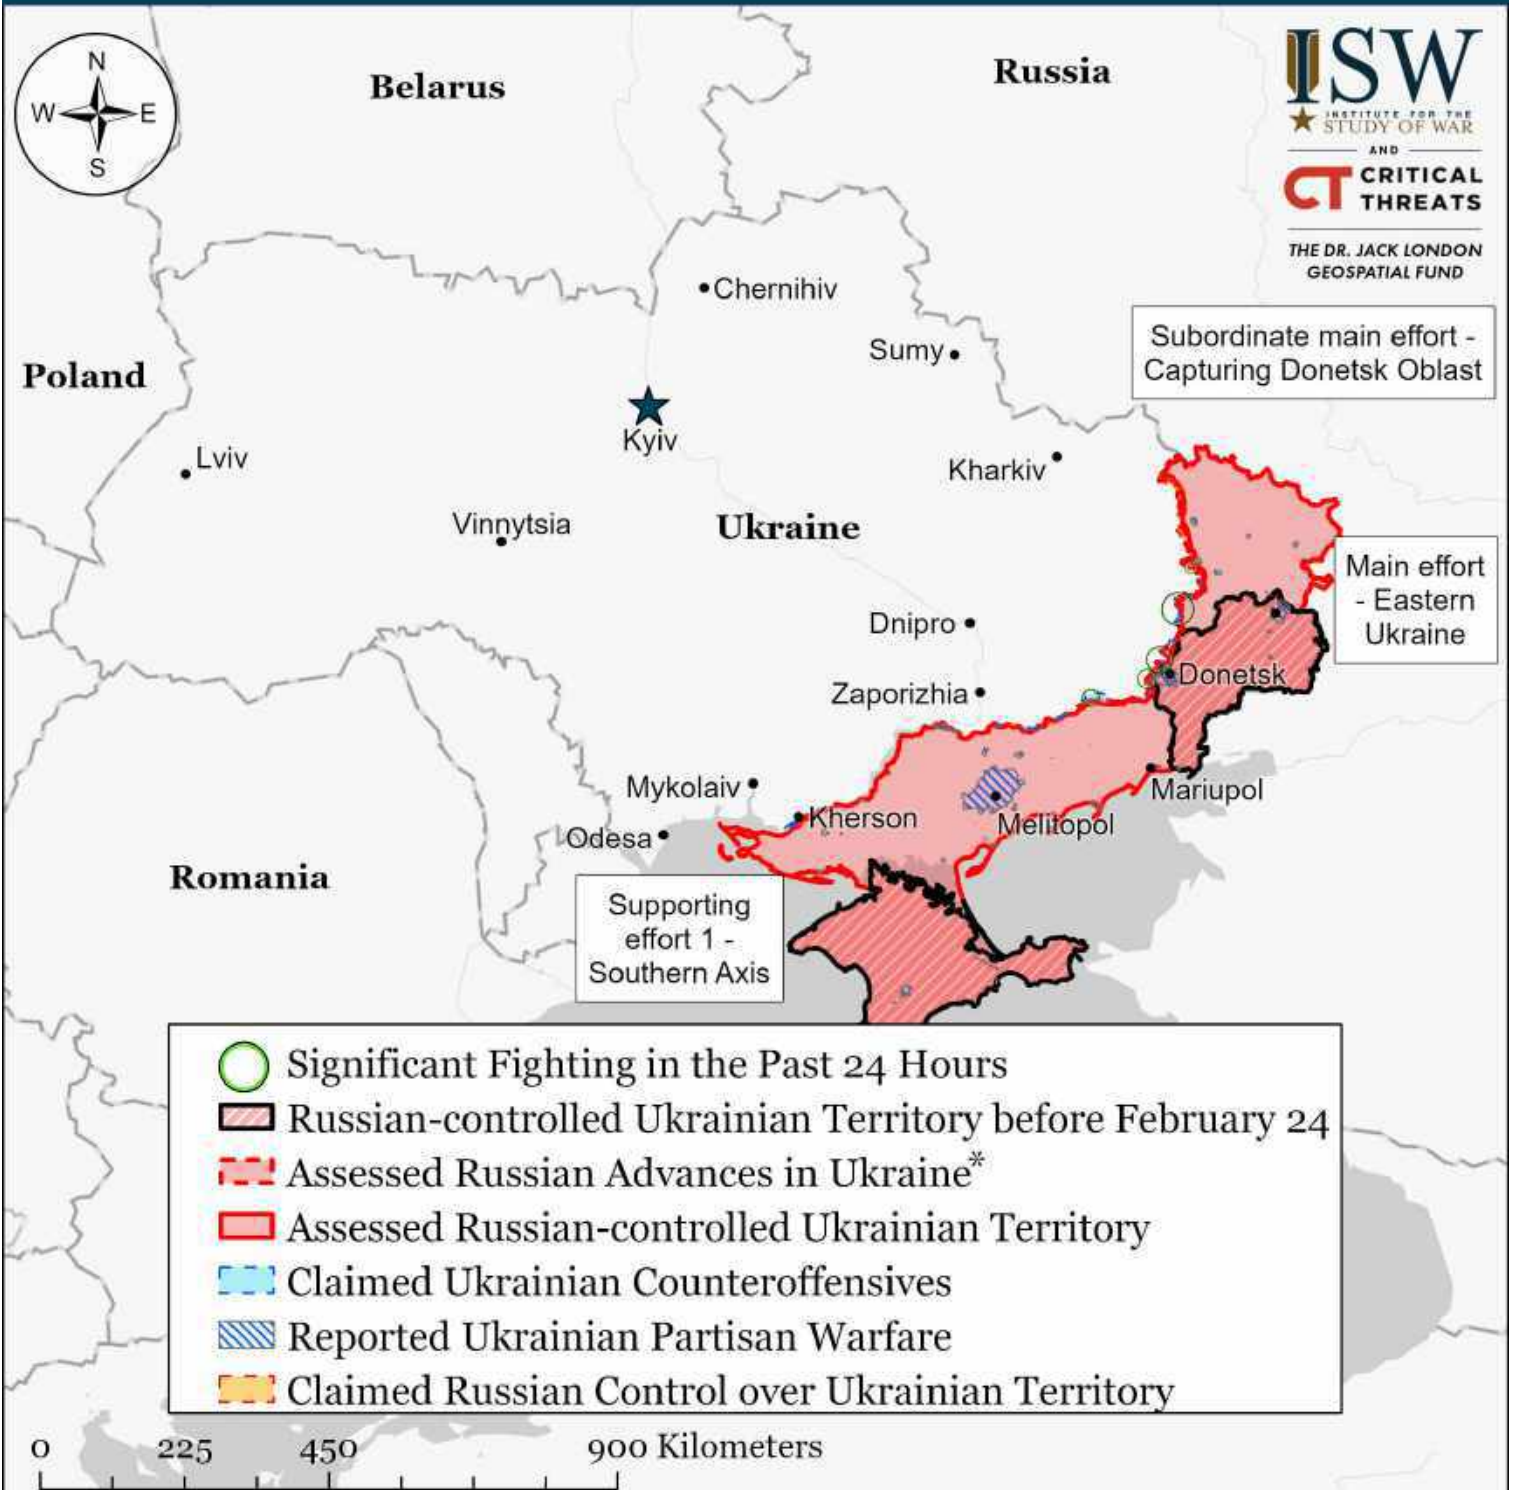 N
W
E
S
Belarus
Russia
ISW
INSTITUTE FOR THE
STUDY OF WAR
AND
CT CRITICAL
THREATS
THE DR. JACK LONDON
GEOSPATIAL FUND
Chernihiv
Subordinate main effort -
Capturing Donetsk Oblast
Sumy
Poland
Kyiv
Lviv
Kharkiv
Vinnytsia
Ukraine
Main effort
- Eastern
Ukraine
Dnipro
Donetsk
Zaporizhia
Mykolaiv
Mariupol
Kherson
Melitopol
Odesa
Romania
Supporting
effort 1 -
Southern Axis
Significant Fighting in the Past 24 Hours
Russian-controlled Ukrainian Territory before February 24
Assessed Russian Advances in Ukraine*
Assessed Russian-controlled Ukrainian Territory
Claimed Ukrainian Counteroffensives
Reported Ukrainian Partisan Warfare
Claimed Russian Control over Ukrainian Territory
0 225 450 900 Kilometers